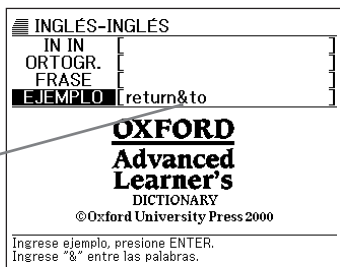 INGLÉS-INGLÉS
IN IN [ ]
ORTOGR. [ ]
FRASE [ ]
EJEMPLO [return&to ]
OXFORD
Advanced
Learner's
DICTIONARY
©Oxford University Press 2000
Ingrese ejemplo, presione ENTER.
Ingrese "&" entre las palabras.